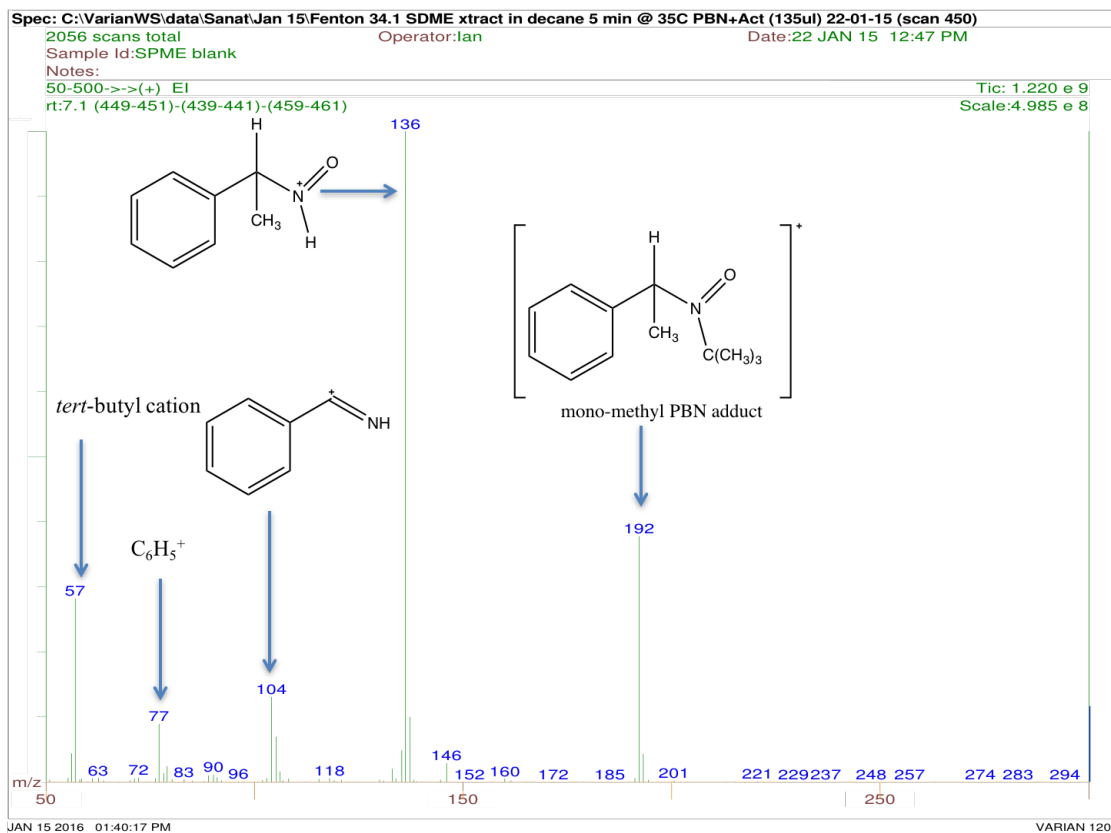 Spec: C:\VarianWS\data\Sanat\Jan 15\Fenton 34.1 SDME xtract in decane 5 min @ 35C PBN+Act (135ul) 22-01-15 (scan 450)
2056 scans total Operator:Ian Date:22 JAN 15 12:47 PM
Sample Id:SPME blank
Notes:
50-500->->(+) EI Tic: 1.220 e 9
rt:7.1 (449-451)-(439-441)-(459-461) Scale:4.985 e 8
136
H
O
+
N
CH3
H
+
H
O
N
CH3
C(CH3)3
mono-methyl PBN adduct
tert-butyl cation
+
NH
192
C6H5+
57
104
77
63 72 83 90 96 118 146 152 160 172 185 201 221 229 237 248 257 274 283 294
m/z
50 150 250
JAN 15 2016 01:40:17 PM VARIAN 120